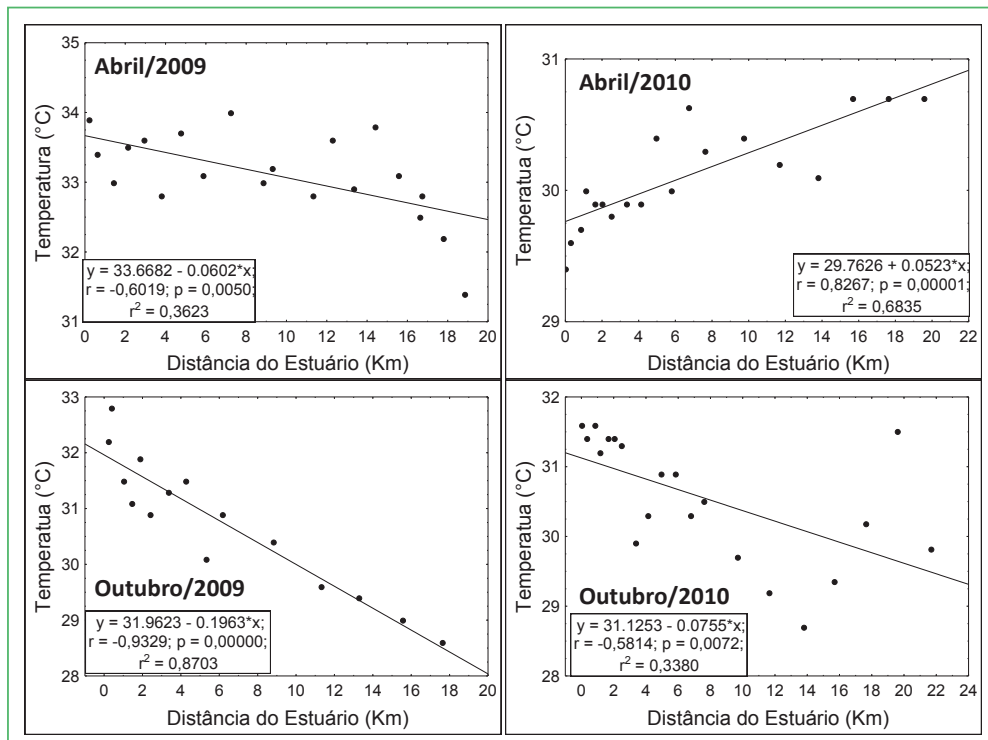 Abril/2009
35
34
33
32
31
Temperatura (°C)
y = 33.6682 - 0.0602*x;
r = -0,6019; p = 0,0050;
r² = 0,3623
0 2 4 6 8 10 12 14 16 18 20
Distância do Estuário (Km)
Abril/2010
31
30
29
Temperatua (°C)
y = 29.7626 + 0.0523*x;
r = 0,8267; p = 0,00001;
r² = 0,6835
0 2 4 6 8 10 12 14 16 18 20 22
Distância do Estuário (Km)
33
32
31
30
29
28
Temperatua (°C)
Outubro/2009
y = 31.9623 - 0.1963*x;
r = -0,9329; p = 0,00000;
r² = 0,8703
0 2 4 6 8 10 12 14 16 18 20
Distância do Estuário (Km)
32
31
30
29
28
Temperatua (°C)
Outubro/2010
y = 31.1253 - 0.0755*x;
r = -0,5814; p = 0,0072;
r² = 0,3380
0 2 4 6 8 10 12 14 16 18 20 22 24
Distância do Estuário (Km)